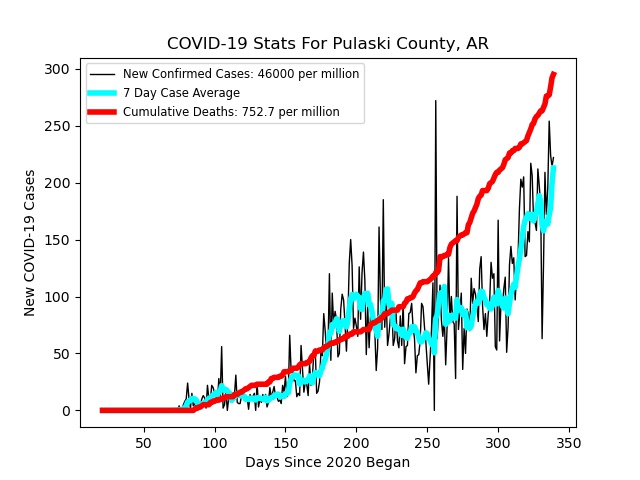 COVID-19 Stats For Pulaski County, AR
New Confirmed Cases: 46000 per million
7 Day Case Average
Cumulative Deaths: 752.7 per million
New COVID-19 Cases
300
250
200
150
100
50
0
50
100
150
200
250
300
350
Days Since 2020 Began